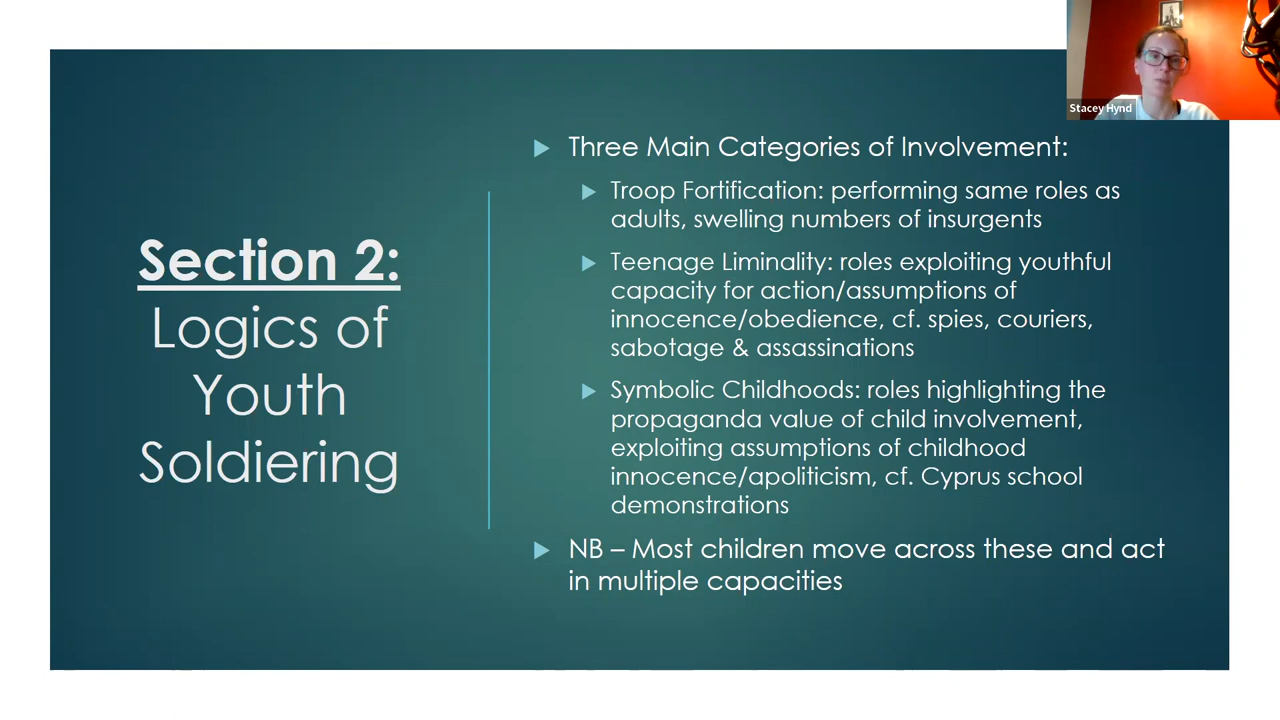 Stacey Hynd
Section 2:
Logics of
Youth
Soldiering
Three Main Categories of Involvement:
Troop Fortification: performing same roles as
adults, swelling numbers of insurgents
Teenage Liminality: roles exploiting youthful
capacity for action/assumptions of
innocence/obedience, cf. spies, couriers,
sabotage & assassinations
Symbolic Childhoods: roles highlighting the
propaganda value of child involvement,
exploiting assumptions of childhood
innocence/apoliticism, cf. Cyprus school
demonstrations
NB – Most children move across these and act
in multiple capacities